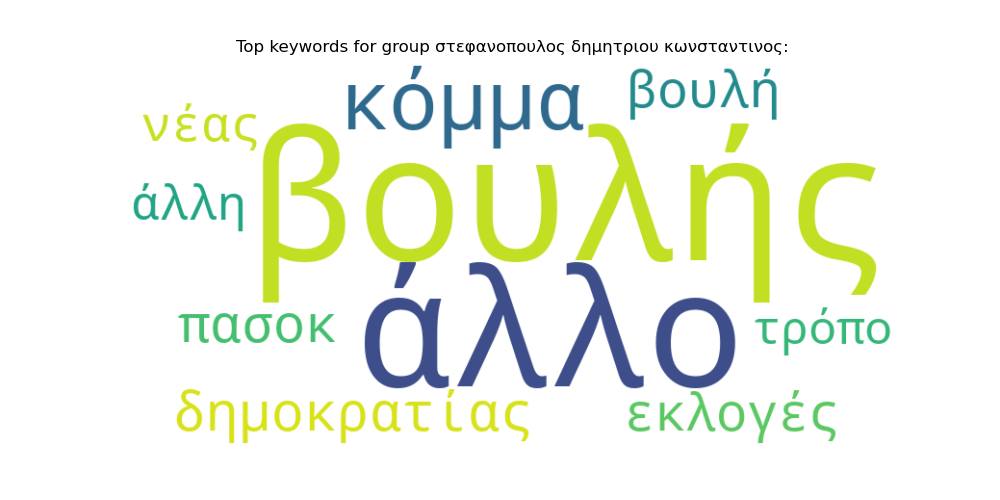 Top keywords for group στεφανοπουλος δημητριου κωνσταντινος:
κόμμα
βουλή
νέας
βουλής
άλλη
άλλο
πασοκ
τρόπο
δημοκρατίας
εκλογές